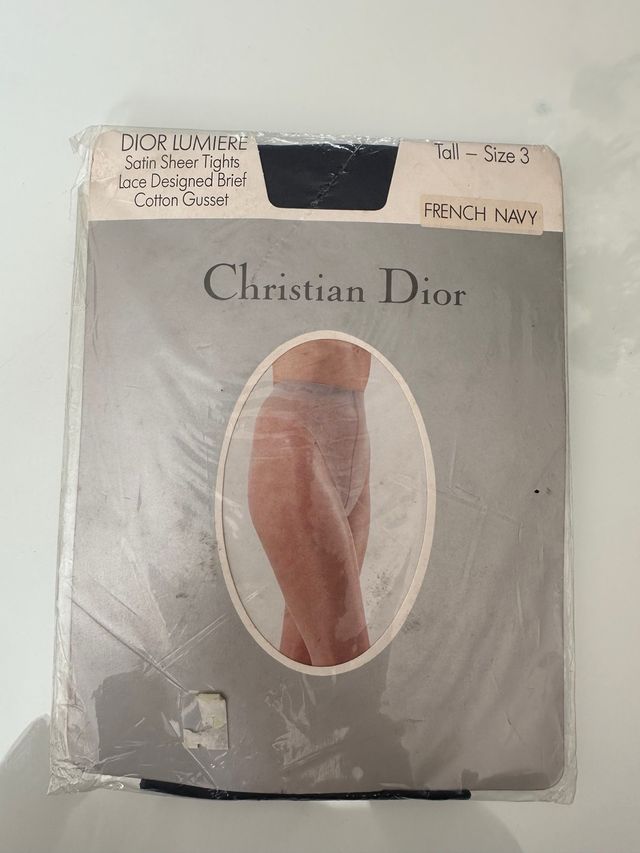 DIOR LUMIERE
Satin Sheer Tights
Lace Designed Brief
Cotton Gusset
Tall – Size 3
FRENCH NAVY
Christian Dior